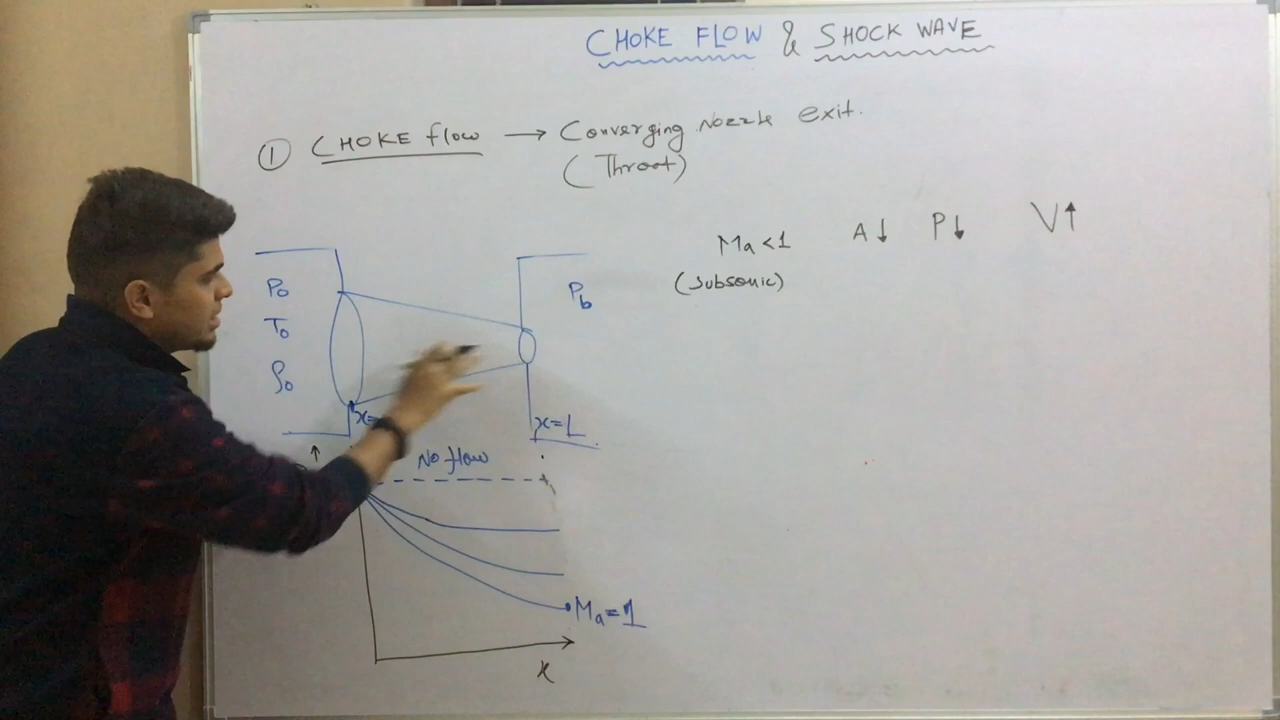 CHOKE FLOW & SHOCK WAVE
① CHOKE flow → Converging Nozzle exit.
(Throat)
Ma<1 A↓ P↓ V↑
(Subsonic)
P0
T0
ρ0
Pb
x=L
No flow
Ma=1
x